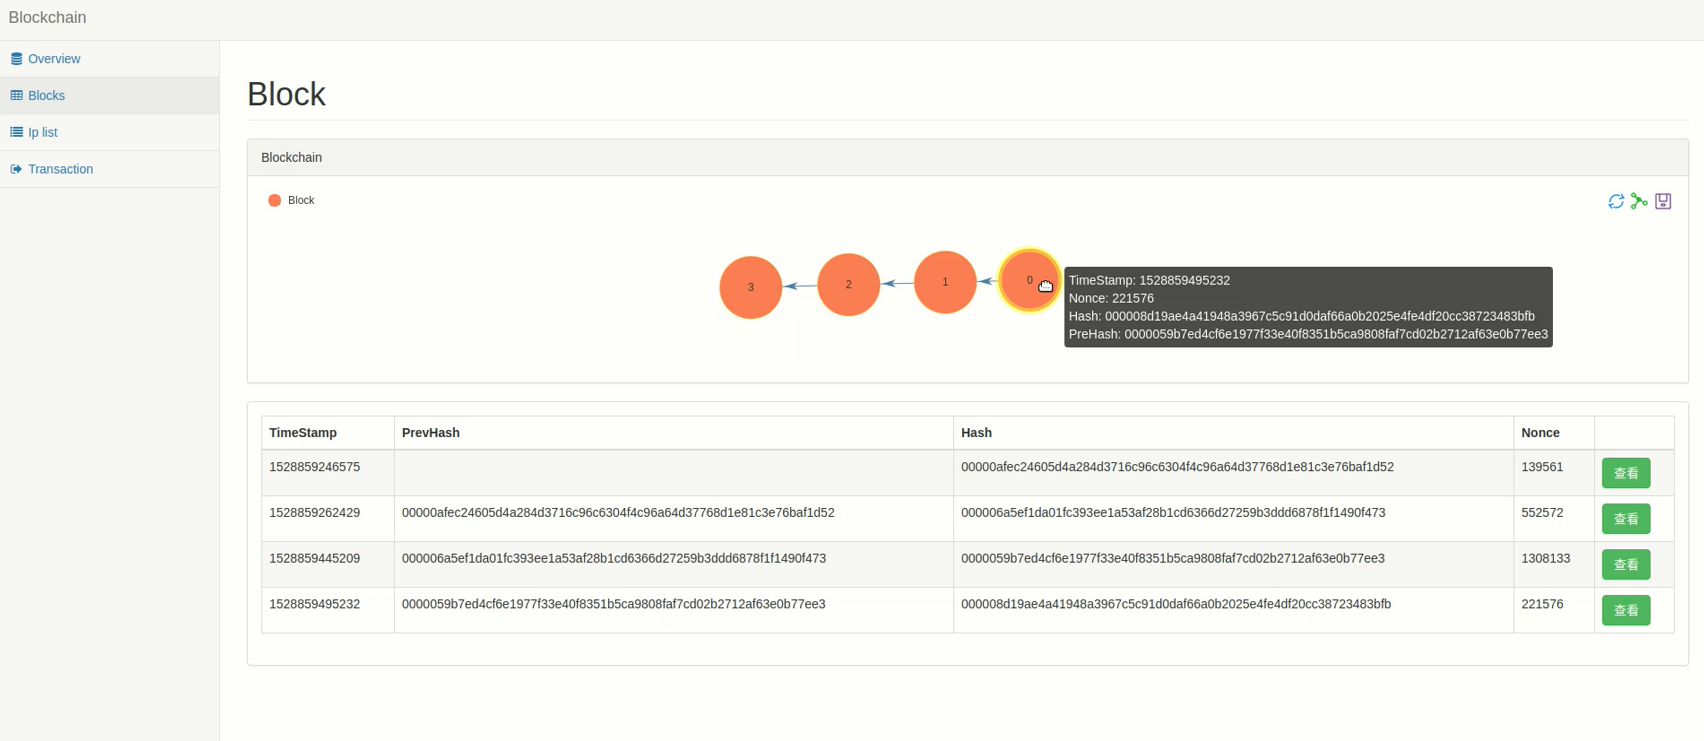 Blockchain
Overview
Blocks
Ip list
Transaction
Block
Blockchain
Block
3
2
1
0
TimeStamp: 1528859495232
Nonce: 221576
Hash: 000008d19ae4a41948a3967c5c91d0daf66a0b2025e4fe4df20cc38723483bfb
PreHash: 0000059b7ed4cf6e1977f33e40f8351b5ca9808faf7cd02b2712af63e0b77ee3
TimeStamp PrevHash Hash Nonce
1528859246575 00000afec24605d4a284d3716c96c6304f4c96a64d37768d1e81c3e76baf1d52 139561 查看
1528859262429 00000afec24605d4a284d3716c96c6304f4c96a64d37768d1e81c3e76baf1d52 000006a5ef1da01fc393ee1a53af28b1cd6366d27259b3ddd6878f1f1490f473 552572 查看
1528859445209 000006a5ef1da01fc393ee1a53af28b1cd6366d27259b3ddd6878f1f1490f473 0000059b7ed4cf6e1977f33e40f8351b5ca9808faf7cd02b2712af63e0b77ee3 1308133 查看
1528859495232 0000059b7ed4cf6e1977f33e40f8351b5ca9808faf7cd02b2712af63e0b77ee3 000008d19ae4a41948a3967c5c91d0daf66a0b2025e4fe4df20cc38723483bfb 221576 查看